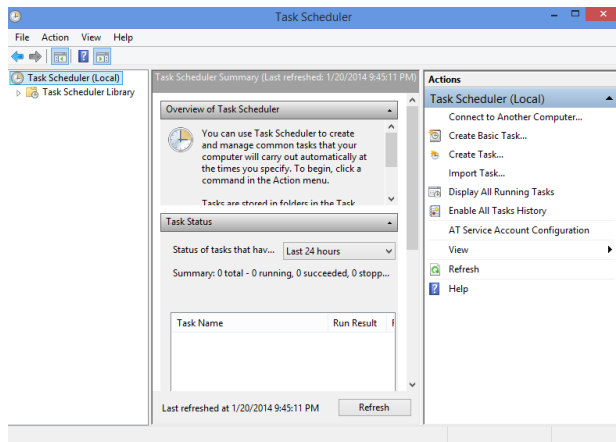 Task Scheduler
File Action View Help
Task Scheduler (Local)
Task Scheduler Library
Task Scheduler Summary (Last refreshed: 1/20/2014 9:45:11 PM)
Overview of Task Scheduler
You can use Task Scheduler to create
and manage common tasks that your
computer will carry out automatically at
the times you specify. To begin, click a
command in the Action menu.
Tasks are stored in folders in the Task
Task Status
Status of tasks that hav... Last 24 hours
Summary: 0 total - 0 running, 0 succeeded, 0 stopp...
Task Name Run Result
Last refreshed at 1/20/2014 9:45:11 PM Refresh
Actions
Task Scheduler (Local)
Connect to Another Computer...
Create Basic Task...
Create Task...
Import Task...
Display All Running Tasks
Enable All Tasks History
AT Service Account Configuration
View
Refresh
Help